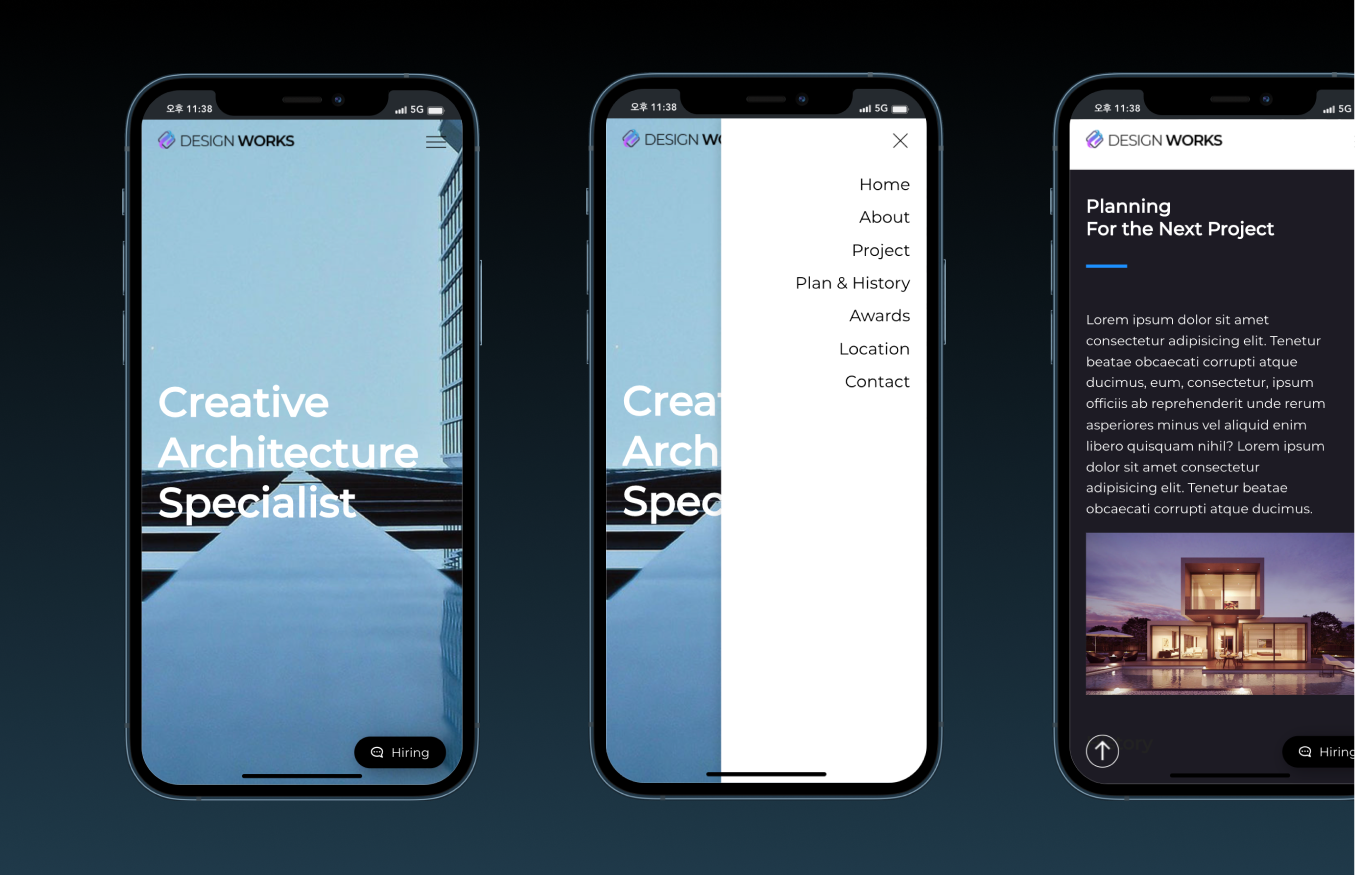 오후 11:38
5G
DESIGN WORKS
Creative
Architecture
Specialist
Hiring
오후 11:38
5G
DESIGN
Home
About
Project
Plan & History
Awards
Location
Contact
오후 11:38
5G
DESIGN WORKS
Planning
For the Next Project
Lorem ipsum dolor sit amet
consectetur adipisicing elit. Tenetur
beatae obcaecati corrupti atque
ducimus, eum, consectetur, ipsum
officiis ab reprehenderit unde rerum
asperiores minus vel aliquid enim
libero quisquam nihil? Lorem ipsum
dolor sit amet consectetur
adipisicing elit. Tenetur beatae
obcaecati corrupti atque ducimus.
Hiring